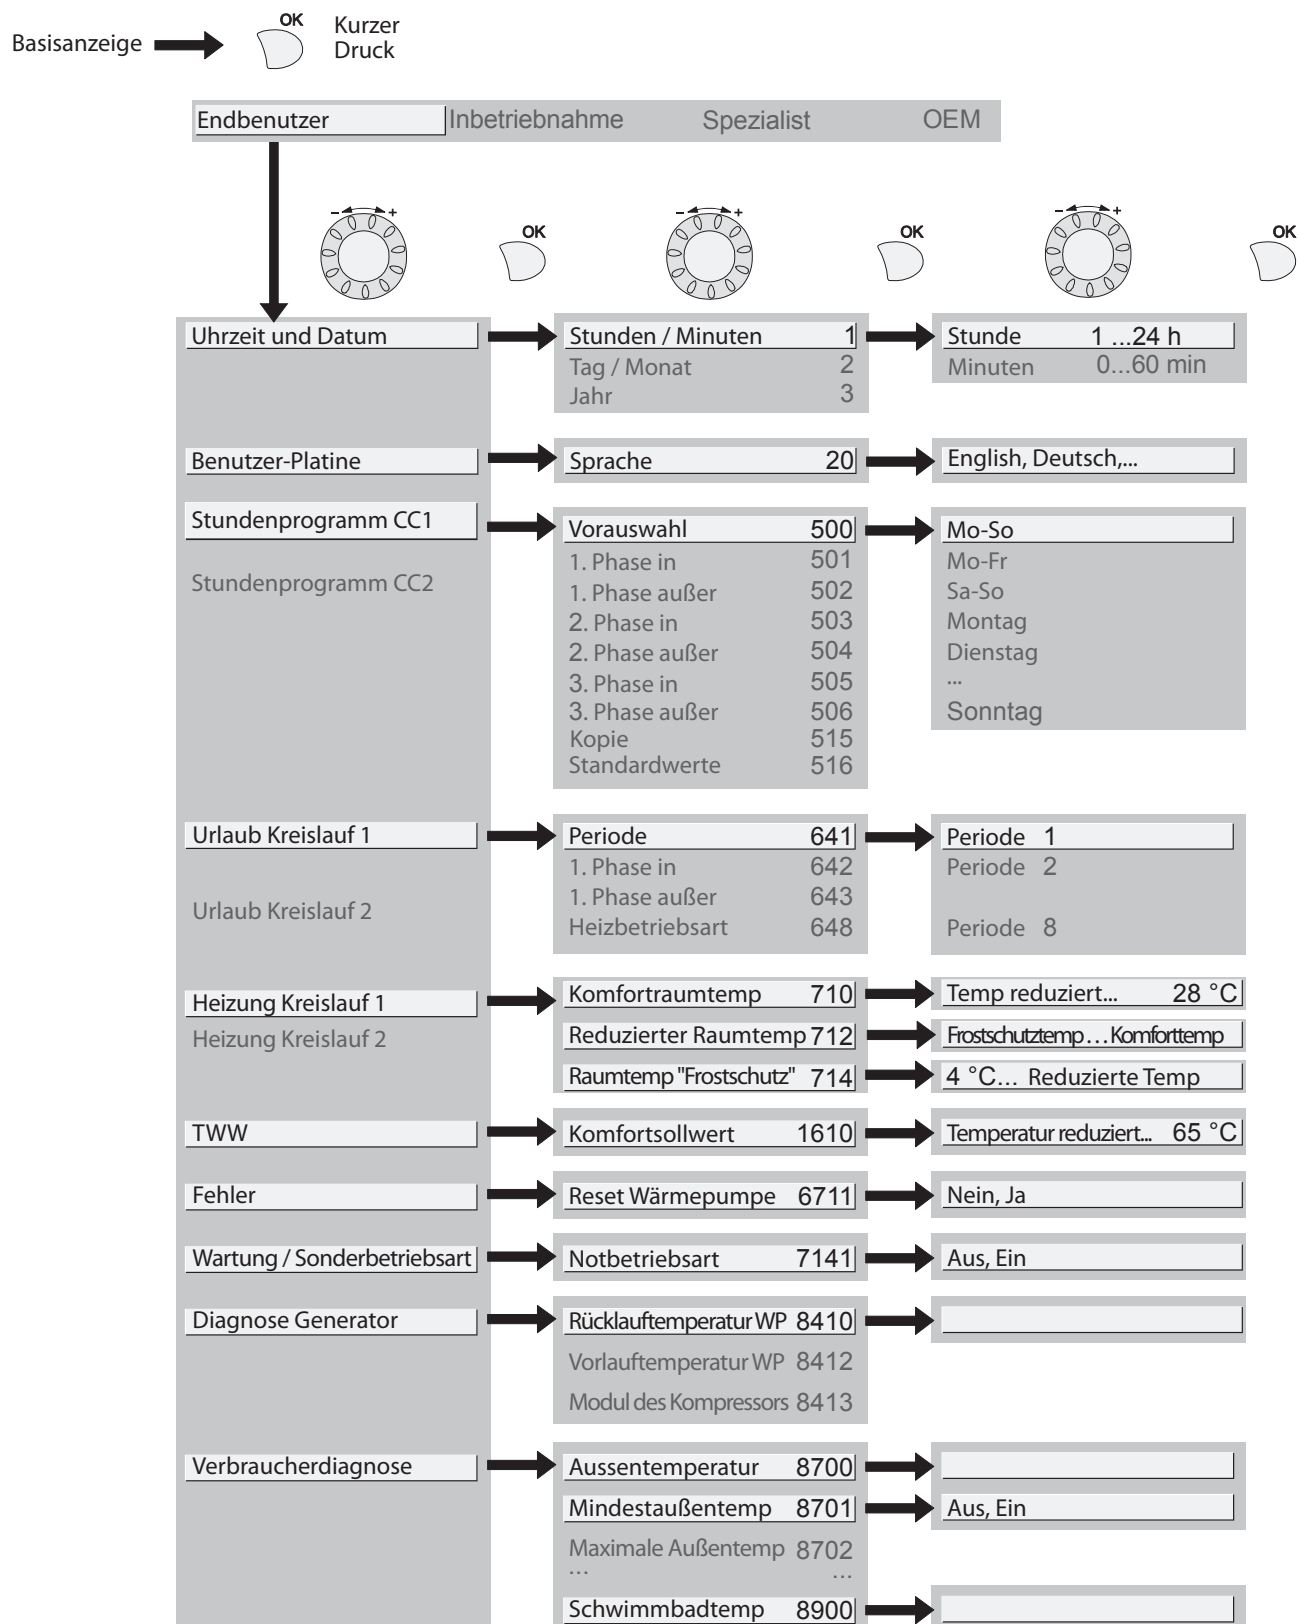 OK
Kurzer
Basisanzeige
Druck
Endbenutzer Inbetriebnahme Spezialist OEM
- + OK - + OK - + OK
Uhrzeit und Datum Stunden / Minuten 1 Stunde 1 ...24 h
Tag / Monat 2 Minuten 0...60 min
Jahr 3
Benutzer-Platine Sprache 20 English, Deutsch,...
Stundenprogramm CC1 Vorauswahl 500 Mo-So
1. Phase in 501 Mo-Fr
Stundenprogramm CC2 1. Phase außer 502 Sa-So
2. Phase in 503 Montag
2. Phase außer 504 Dienstag
3. Phase in 505 ...
3. Phase außer 506 Sonntag
Kopie 515
Standardwerte 516
Urlaub Kreislauf 1 Periode 641 Periode 1
1. Phase in 642 Periode 2
1. Phase außer 643
Urlaub Kreislauf 2
Heizbetriebsart 648 Periode 8
Heizung Kreislauf 1 Komfortraumtemp 710 Temp reduziert... 28 °C
Heizung Kreislauf 2 Reduzierter Raumtemp 712 Frostschutztemp...Komforttemp
Raumtemp "Frostschutz" 714 4 °C... Reduzierte Temp
TWW Komfortsollwert 1610 Temperatur reduziert... 65 °C
Fehler Reset Wärmepumpe 6711 Nein, Ja
Wartung / Sonderbetriebsart Notbetriebsart 7141 Aus, Ein
Diagnose Generator Rücklauftemperatur WP 8410
Vorlauftemperatur WP 8412
Modul des Kompressors 8413
Verbraucherdiagnose Aussentemperatur 8700
Mindestaußentemp 8701 Aus, Ein
Maximale Außentemp 8702
... ...
Schwimmbadtemp 8900